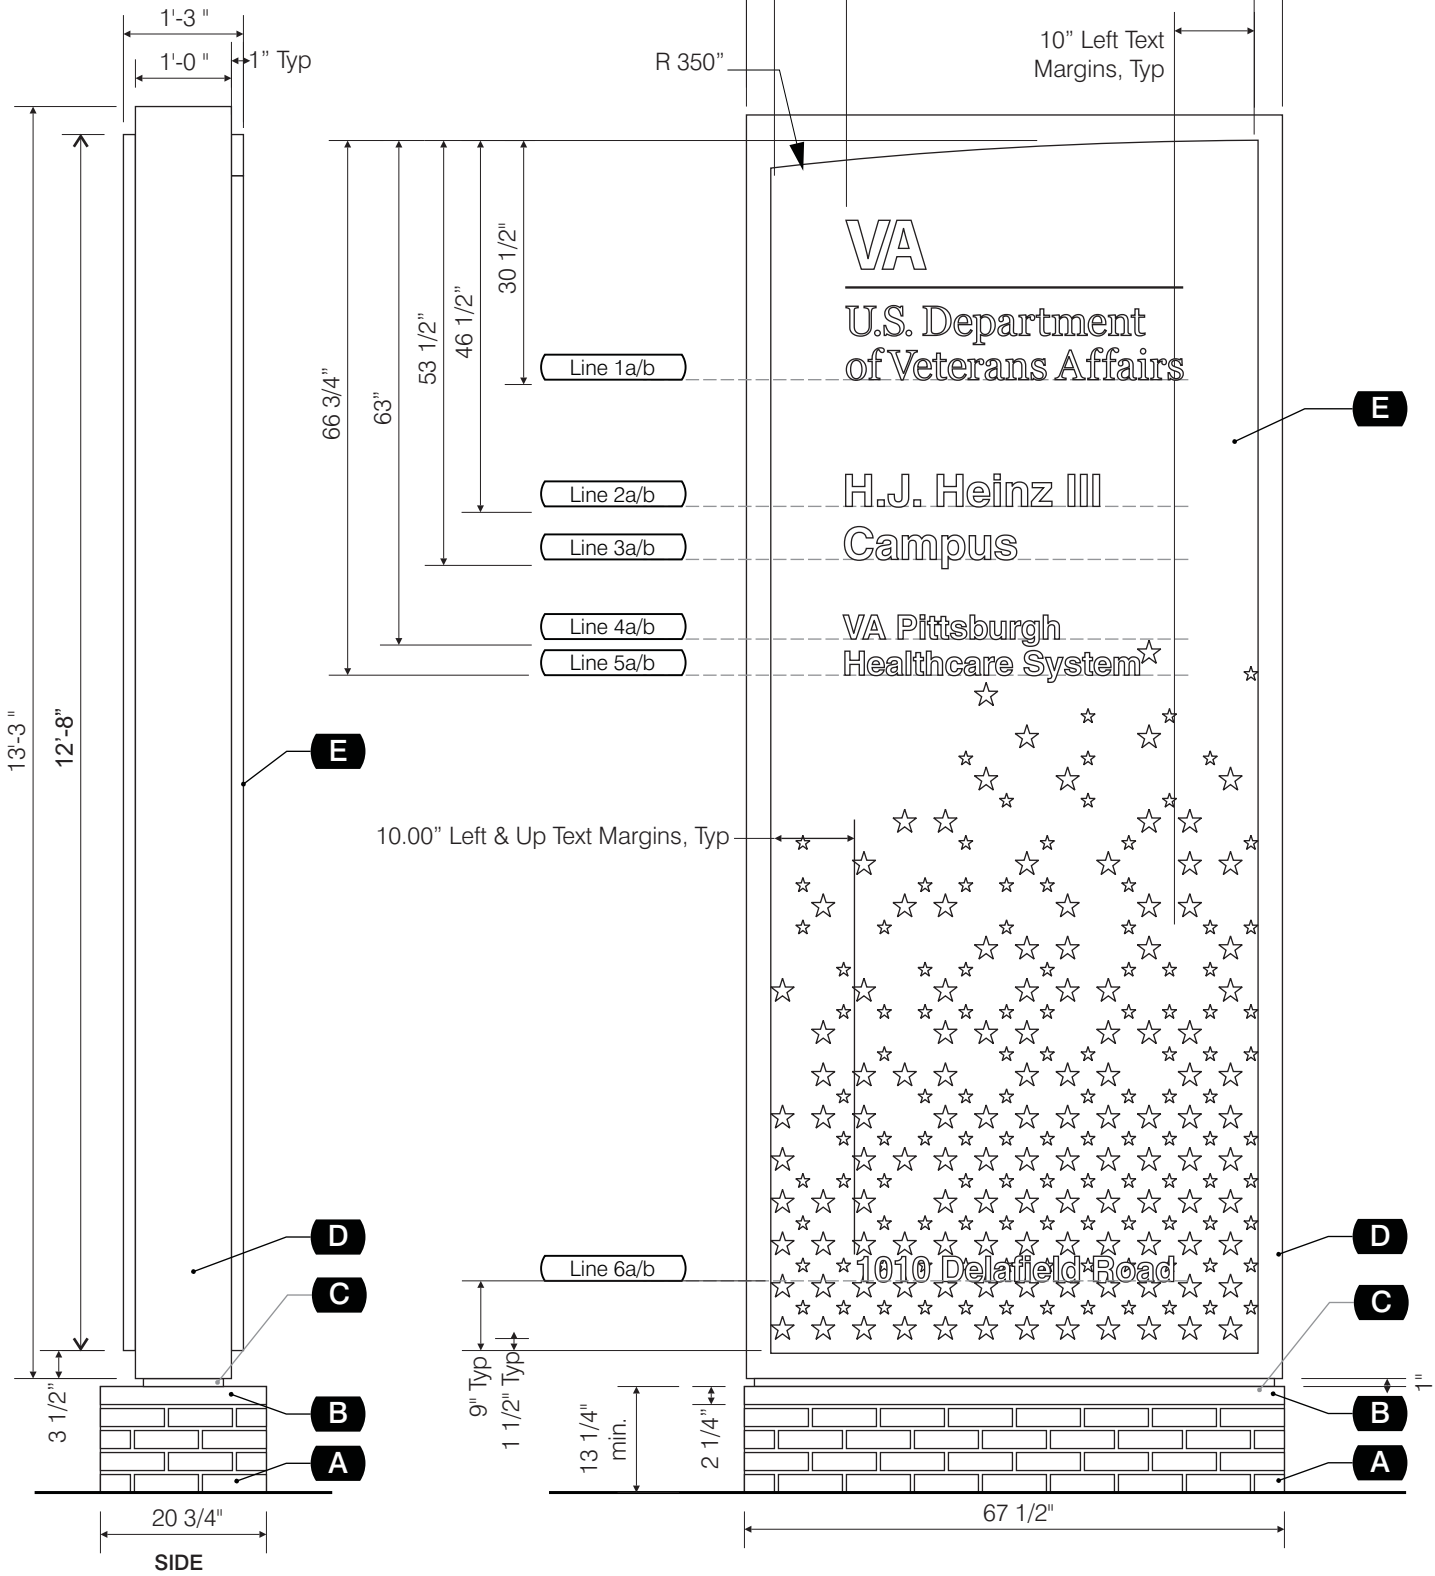 1'-3 "
1'-0 "
1” Typ
R 350”
10” Left Text
Margins, Typ
VA
30 1/2"
U.S. Department
of Veterans Affairs
46 1/2”
53 1/2”
63”
66 3/4”
Line 1a/b
E
Line 2a/b
H.J. Heinz III
Line 3a/b
Campus
Line 4a/b
VA Pittsburgh
Line 5a/b
Healthcare System
13'-3 "
12’-8”
E
10.00” Left & Up Text Margins, Typ
D
D
Line 6a/b
1010 Delafield Road
C
C
3 1/2”
9" Typ
1 1/2" Typ
13 1/4"
min.
2 1/4”
1"
B
B
A
A
20 3/4"
67 1/2"
SIDE